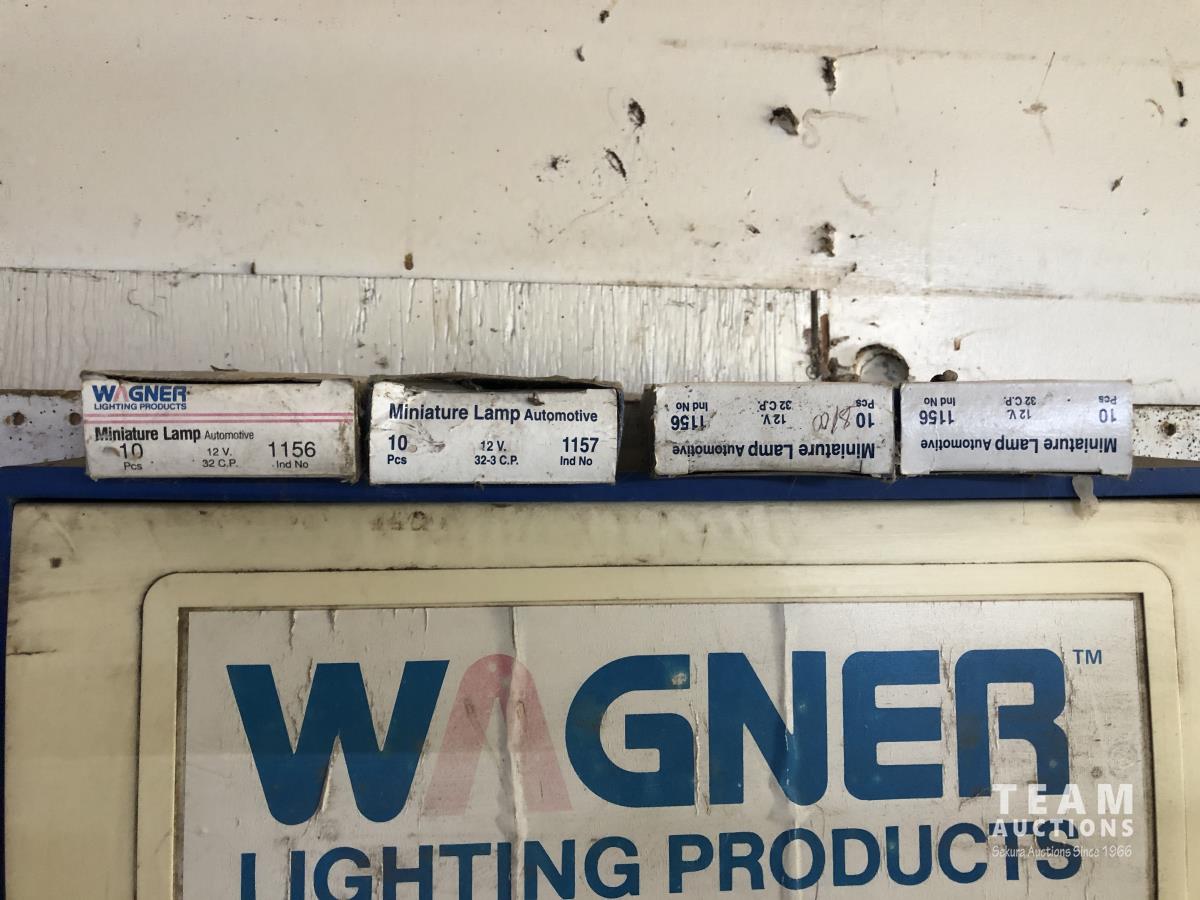 WAGNER
LIGHTING PRODUCTS
Miniature Lamp Automotive
10 Pcs
12 V.
32 C.P.
1156
Ind No
Miniature Lamp Automotive
10 Pcs
12 V.
32-3 C.P.
1157
Ind No
Miniature Lamp Automotive
10 Pcs
12 V.
32 C.P.
1156
Ind No
Miniature Lamp Automotive
10 Pcs
12 V.
32 C.P.
1156
Ind No
WAGNER™
LIGHTING PRODUCTS
TEAM
AUCTIONS
Sekura Auctions Since 1966